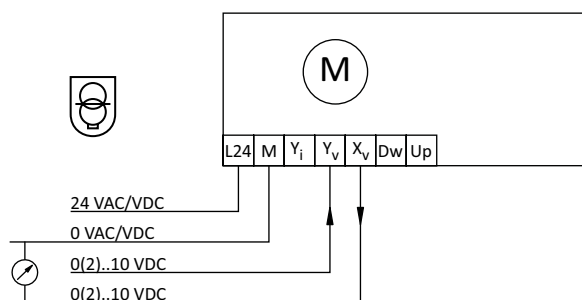 M
L24 M Yi Yv Xv Dw Up
24 VAC/VDC
0 VAC/VDC
0(2)..10 VDC
0(2)..10 VDC